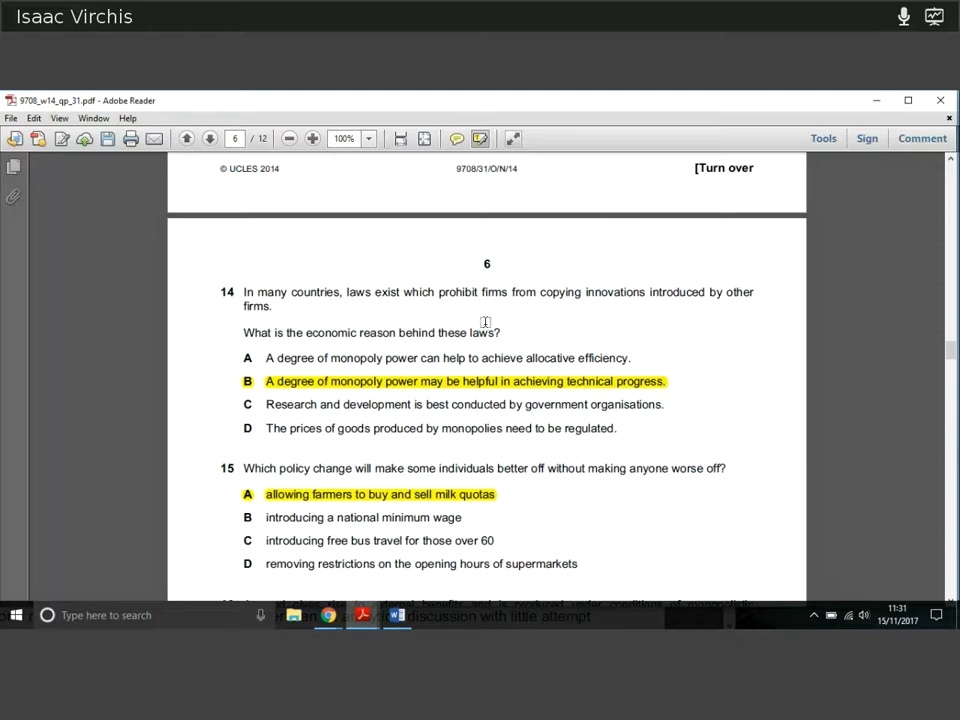 Isaac Virchis
9708_w14_qp_31.pdf - Adobe Reader
File Edit View Window Help
6 / 12 100% Tools Sign Comment
© UCLES 2014 9708/31/O/N/14 [Turn over
6
14 In many countries, laws exist which prohibit firms from copying innovations introduced by other
firms.
What is the economic reason behind these laws?
A A degree of monopoly power can help to achieve allocative efficiency.
B A degree of monopoly power may be helpful in achieving technical progress.
C Research and development is best conducted by government organisations.
D The prices of goods produced by monopolies need to be regulated.
15 Which policy change will make some individuals better off without making anyone worse off?
A allowing farmers to buy and sell milk quotas
B introducing a national minimum wage
C introducing free bus travel for those over 60
D removing restrictions on the opening hours of supermarkets
Type here to search
discussion with little attempt
11:31
15/11/2017